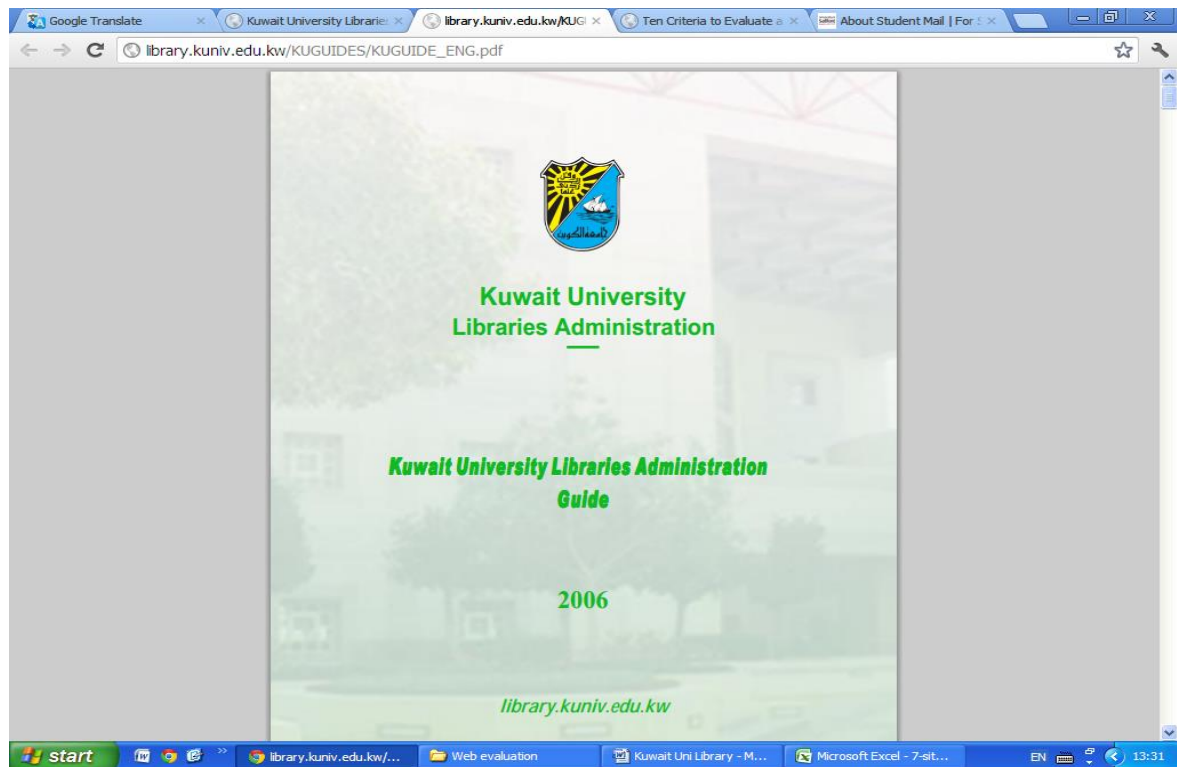 Google Translate
Kuwait University Librarie
library.kuniv.edu.kw/KUG
Ten Criteria to Evaluate a
About Student Mail | For S
library.kuniv.edu.kw/KUGUIDES/KUGUIDE_ENG.pdf
جامعة الكويت
Kuwait University
Libraries Administration
Kuwait University Libraries Administration
Guide
2006
library.kuniv.edu.kw
start
library.kuniv.edu.kw/...
Web evaluation
Kuwait Uni Library - M...
Microsoft Excel - 7-sit...
EN
13:31